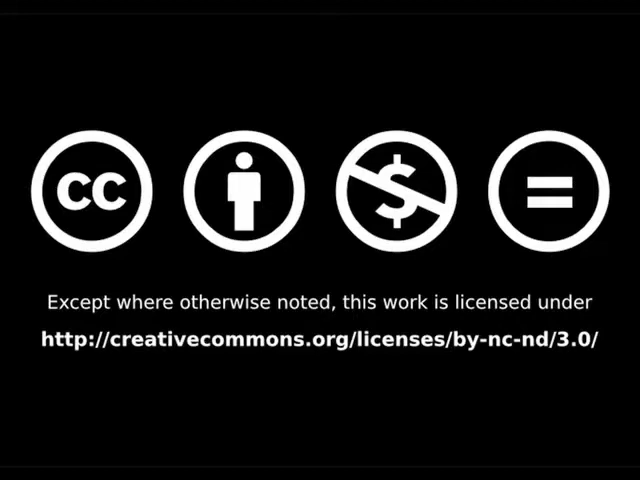 cc
$
=
Except where otherwise noted, this work is licensed under
http://creativecommons.org/licenses/by-nc-nd/3.0/